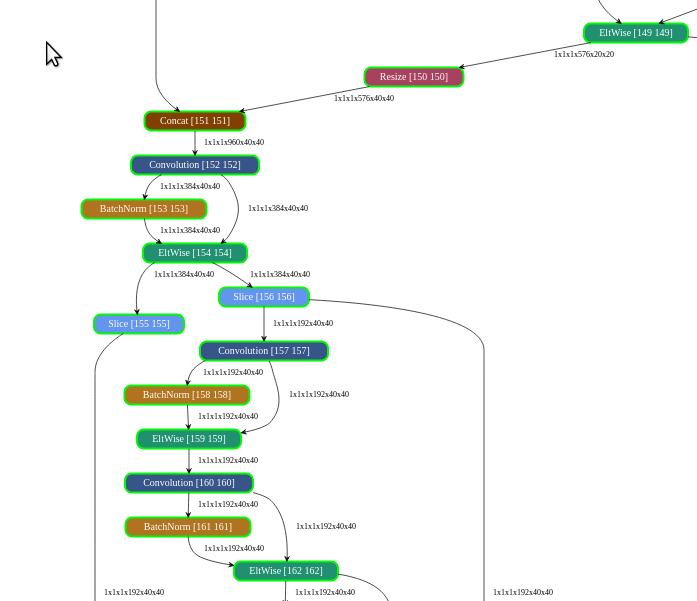 EltWise [149 149]
1x1x1x576x20x20
Resize [150 150]
1x1x1x576x40x40
Concat [151 151]
1x1x1x960x40x40
Convolution [152 152]
1x1x1x384x40x40
BatchNorm [153 153]
1x1x1x384x40x40
1x1x1x384x40x40
EltWise [154 154]
1x1x1x384x40x40
1x1x1x384x40x40
Slice [156 156]
Slice [155 155]
1x1x1x192x40x40
Convolution [157 157]
1x1x1x192x40x40
BatchNorm [158 158]
1x1x1x192x40x40
1x1x1x192x40x40
EltWise [159 159]
1x1x1x192x40x40
Convolution [160 160]
1x1x1x192x40x40
BatchNorm [161 161]
1x1x1x192x40x40
1x1x1x192x40x40
EltWise [162 162]
1x1x1x192x40x40
1x1x1x192x40x40
1x1x1x192x40x40